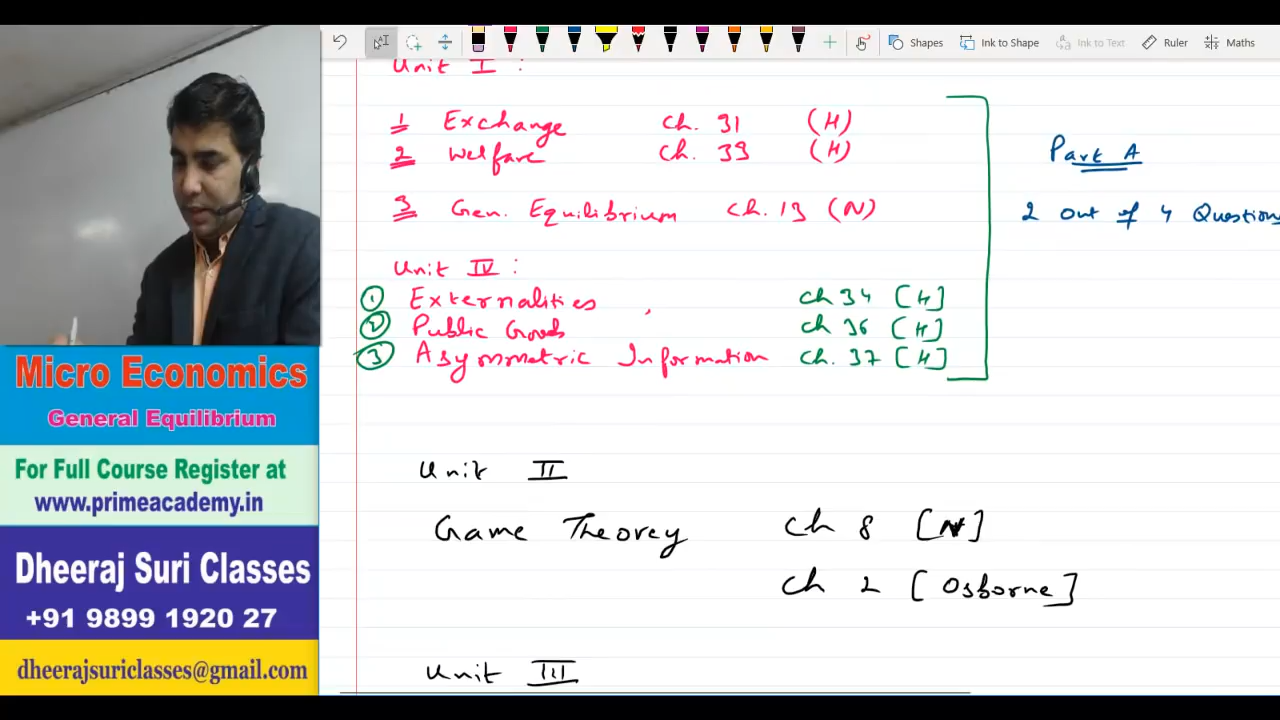 Shapes Ink to Shape Ink to Text Ruler Maths
Unit I :
1 Exchange ch. 31 (H)
2 Welfare ch. 33 (H)
3 Gen. Equilibrium ch. 13 (N)
Part A
2 out of 4 Questions
Unit IV :
1 Externalities , ch 34 [H]
2 Public Goods ch 36 [H]
3 Asymmetric Information ch. 37 [H]
Unit II
Game Theorey ch 8 [N]
ch 2 [Osborne]
Unit III
Micro Economics
General Equilibrium
For Full Course Register at
www.primeacademy.in
Dheeraj Suri Classes
+91 9899 1920 27
dheerajsuriclasses@gmail.com